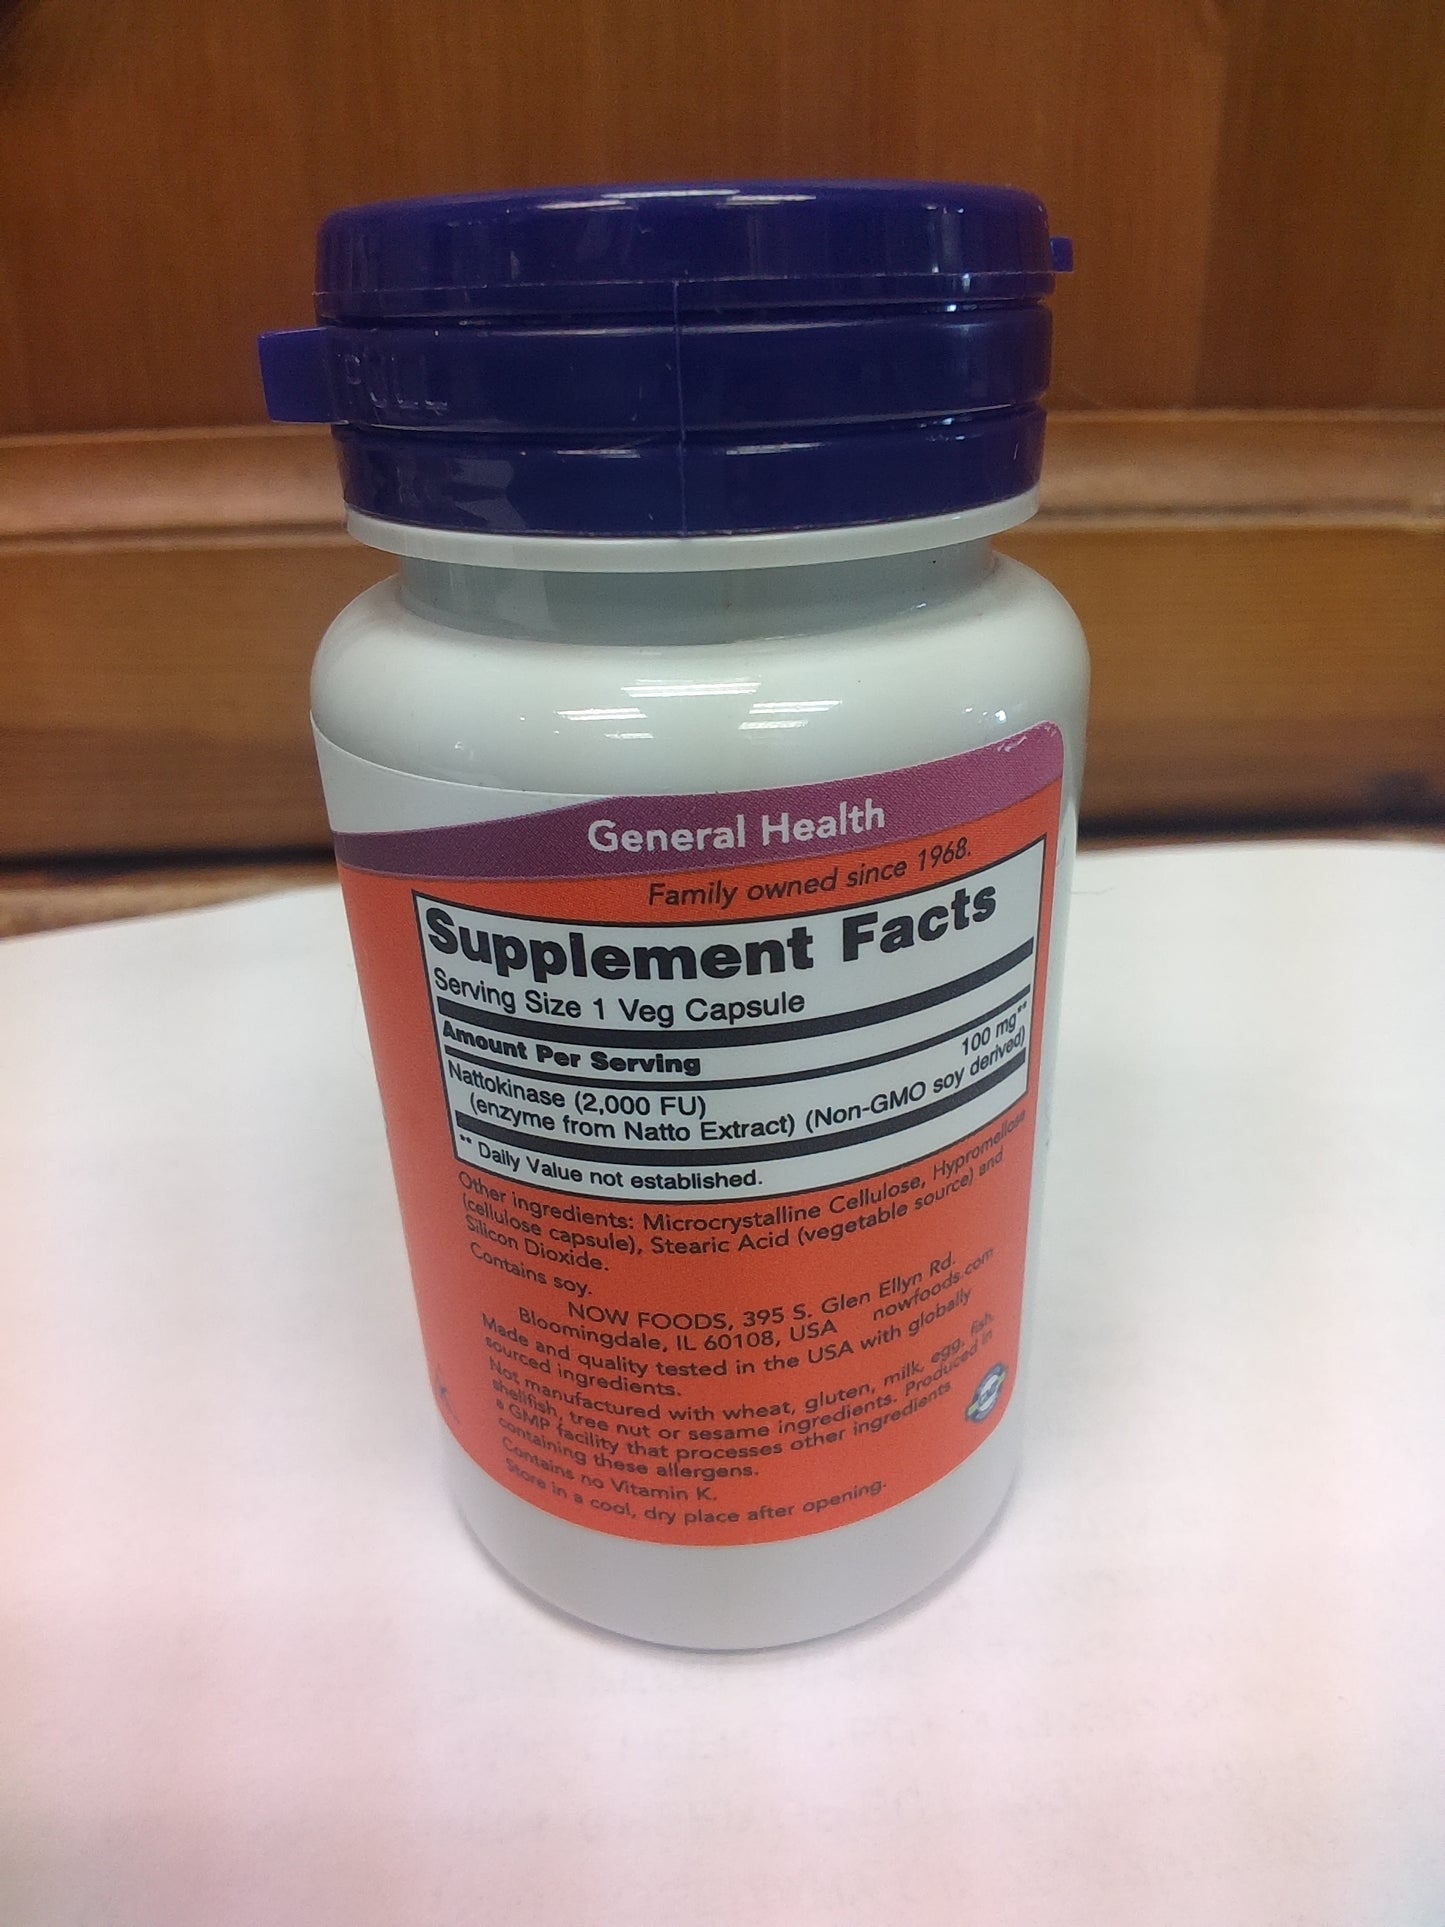 PULL
General Health
Family owned since 1968.
Supplement Facts
Serving Size 1 Veg Capsule
Amount Per Serving
Nattokinase (2,000 FU) 100 mg**
(enzyme from Natto Extract) (Non-GMO soy derived)
** Daily Value not established.
Other ingredients: Microcrystalline Cellulose, Hypromellose
(cellulose capsule), Stearic Acid (vegetable source) and
Silicon Dioxide.
Contains soy.
NOW FOODS, 395 S. Glen Ellyn Rd.
Bloomingdale, IL 60108, USA nowfoods.com
Made and quality tested in the USA with globally
sourced ingredients.
Not manufactured with wheat, gluten, milk, egg, fish,
shellfish, tree nut or sesame ingredients. Produced in
a GMP facility that processes other ingredients
containing these allergens.
Contains no Vitamin K.
Store in a cool, dry place after opening.